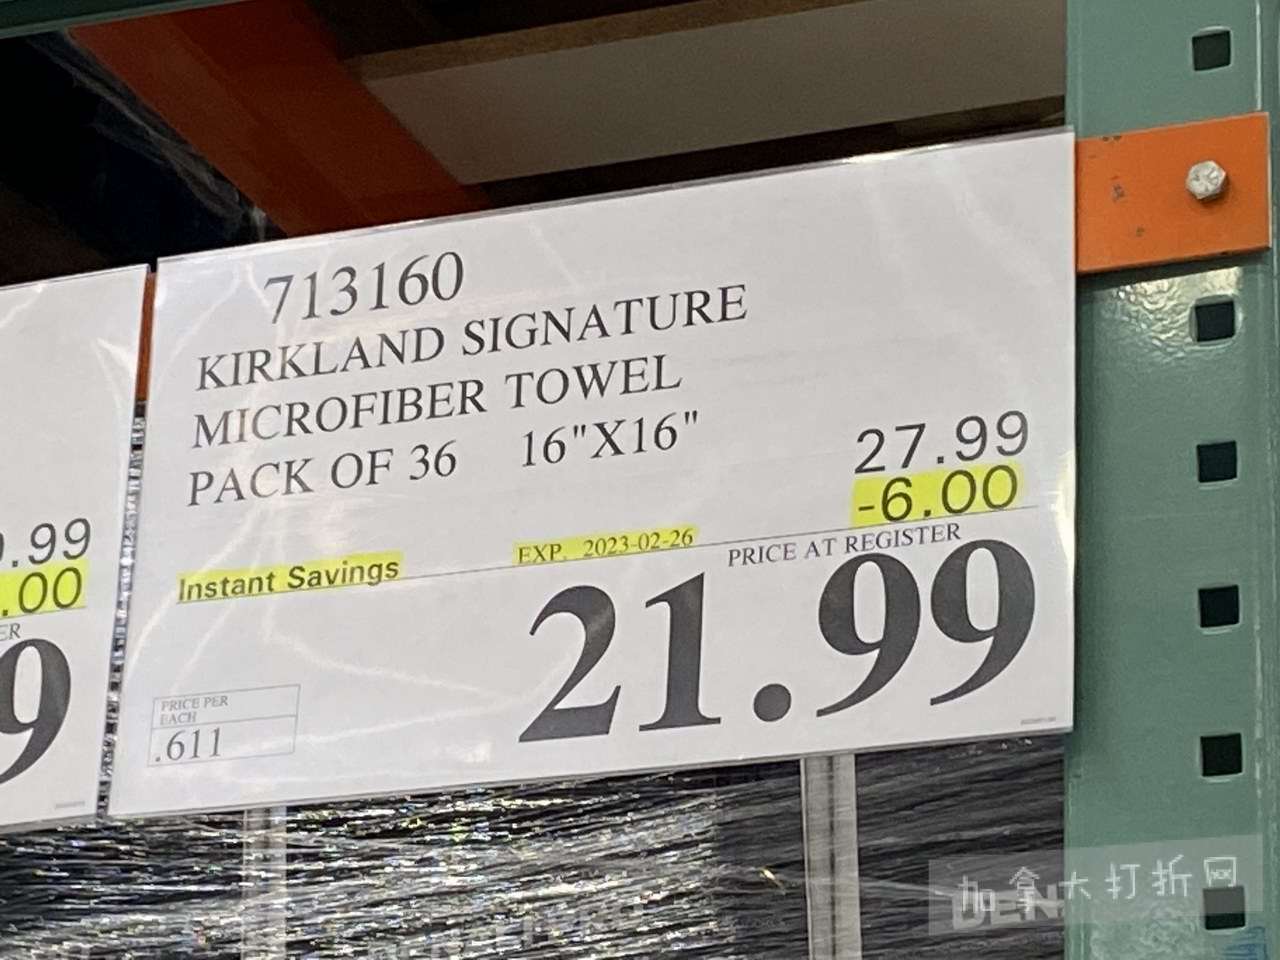 713160
KIRKLAND SIGNATURE
MICROFIBER TOWEL
PACK OF 36 16"X16"
27.99
-6.00
Instant Savings
EXP. 2023-02-26
PRICE AT REGISTER
21.99
PRICE PER
EACH
.611
.99
.00
ER
9
加拿大打折网